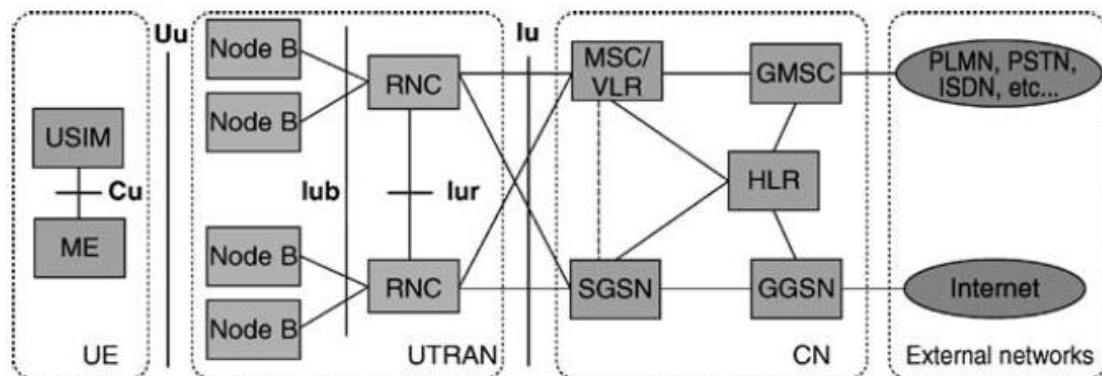 Uu
Iu
Node B
Node B
RNC
MSC/
VLR
GMSC
PLMN, PSTN,
ISDN, etc...
USIM
Cu
ME
Iub
Iur
HLR
Node B
Node B
RNC
SGSN
GGSN
Internet
UE
UTRAN
CN
External networks